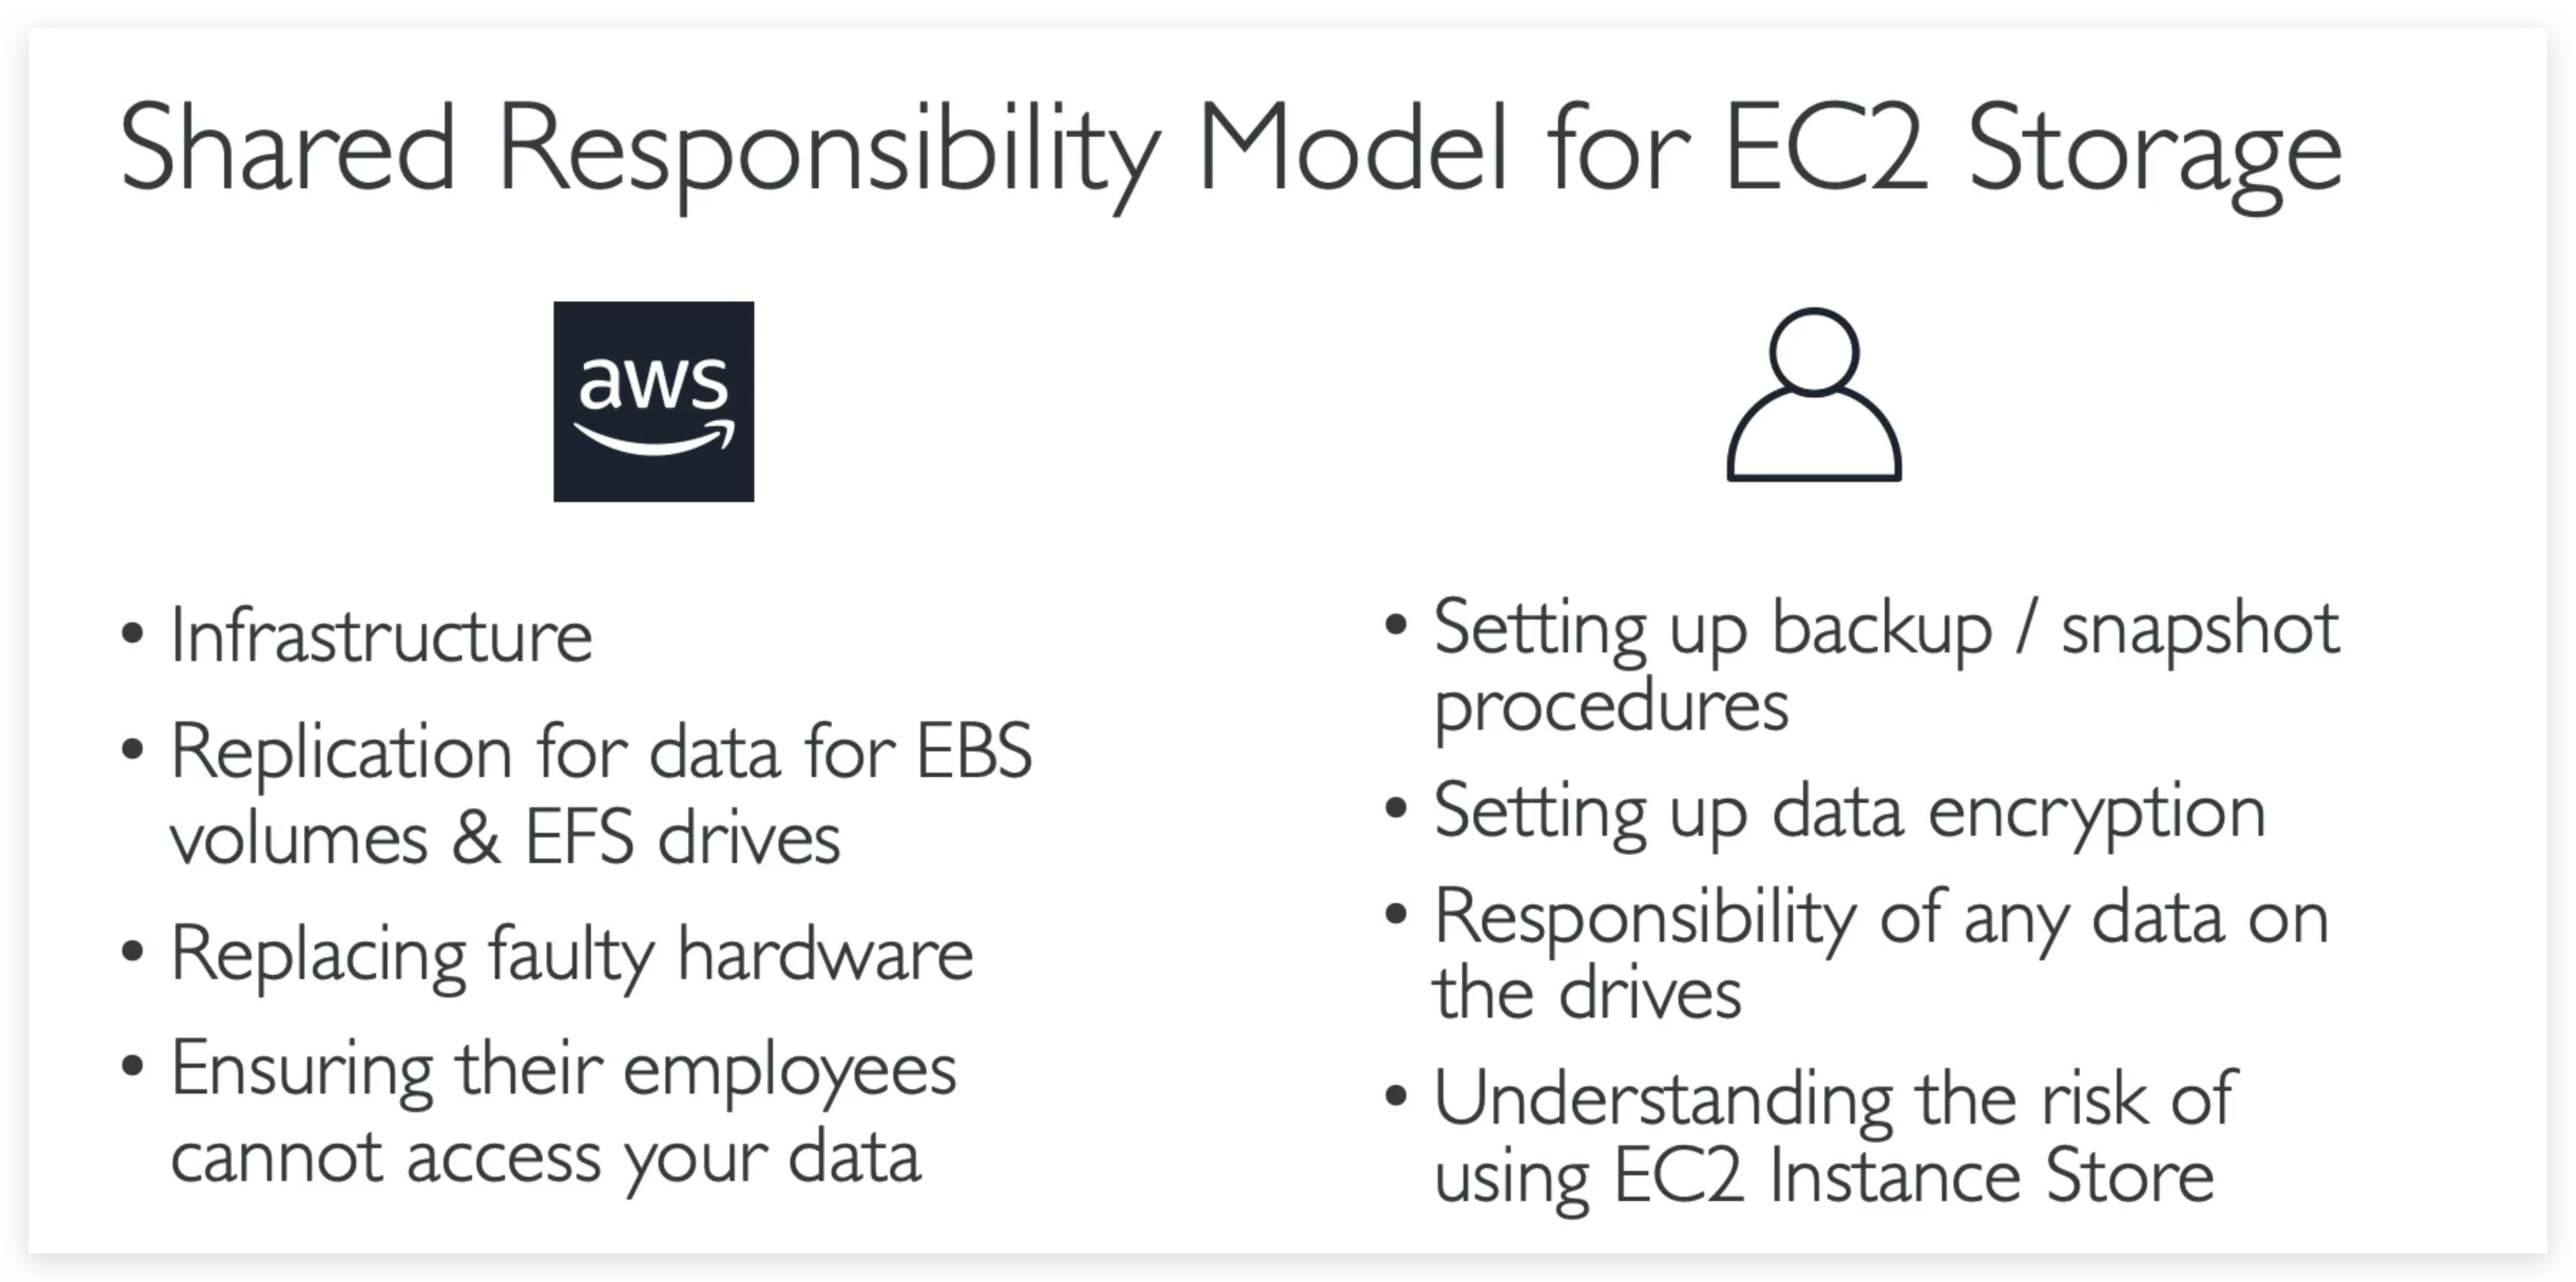 Shared Responsibility Model for EC2 Storage
aws
• Infrastructure
• Replication for data for EBS
volumes & EFS drives
• Replacing faulty hardware
• Ensuring their employees
cannot access your data
• Setting up backup / snapshot
procedures
• Setting up data encryption
• Responsibility of any data on
the drives
• Understanding the risk of
using EC2 Instance Store